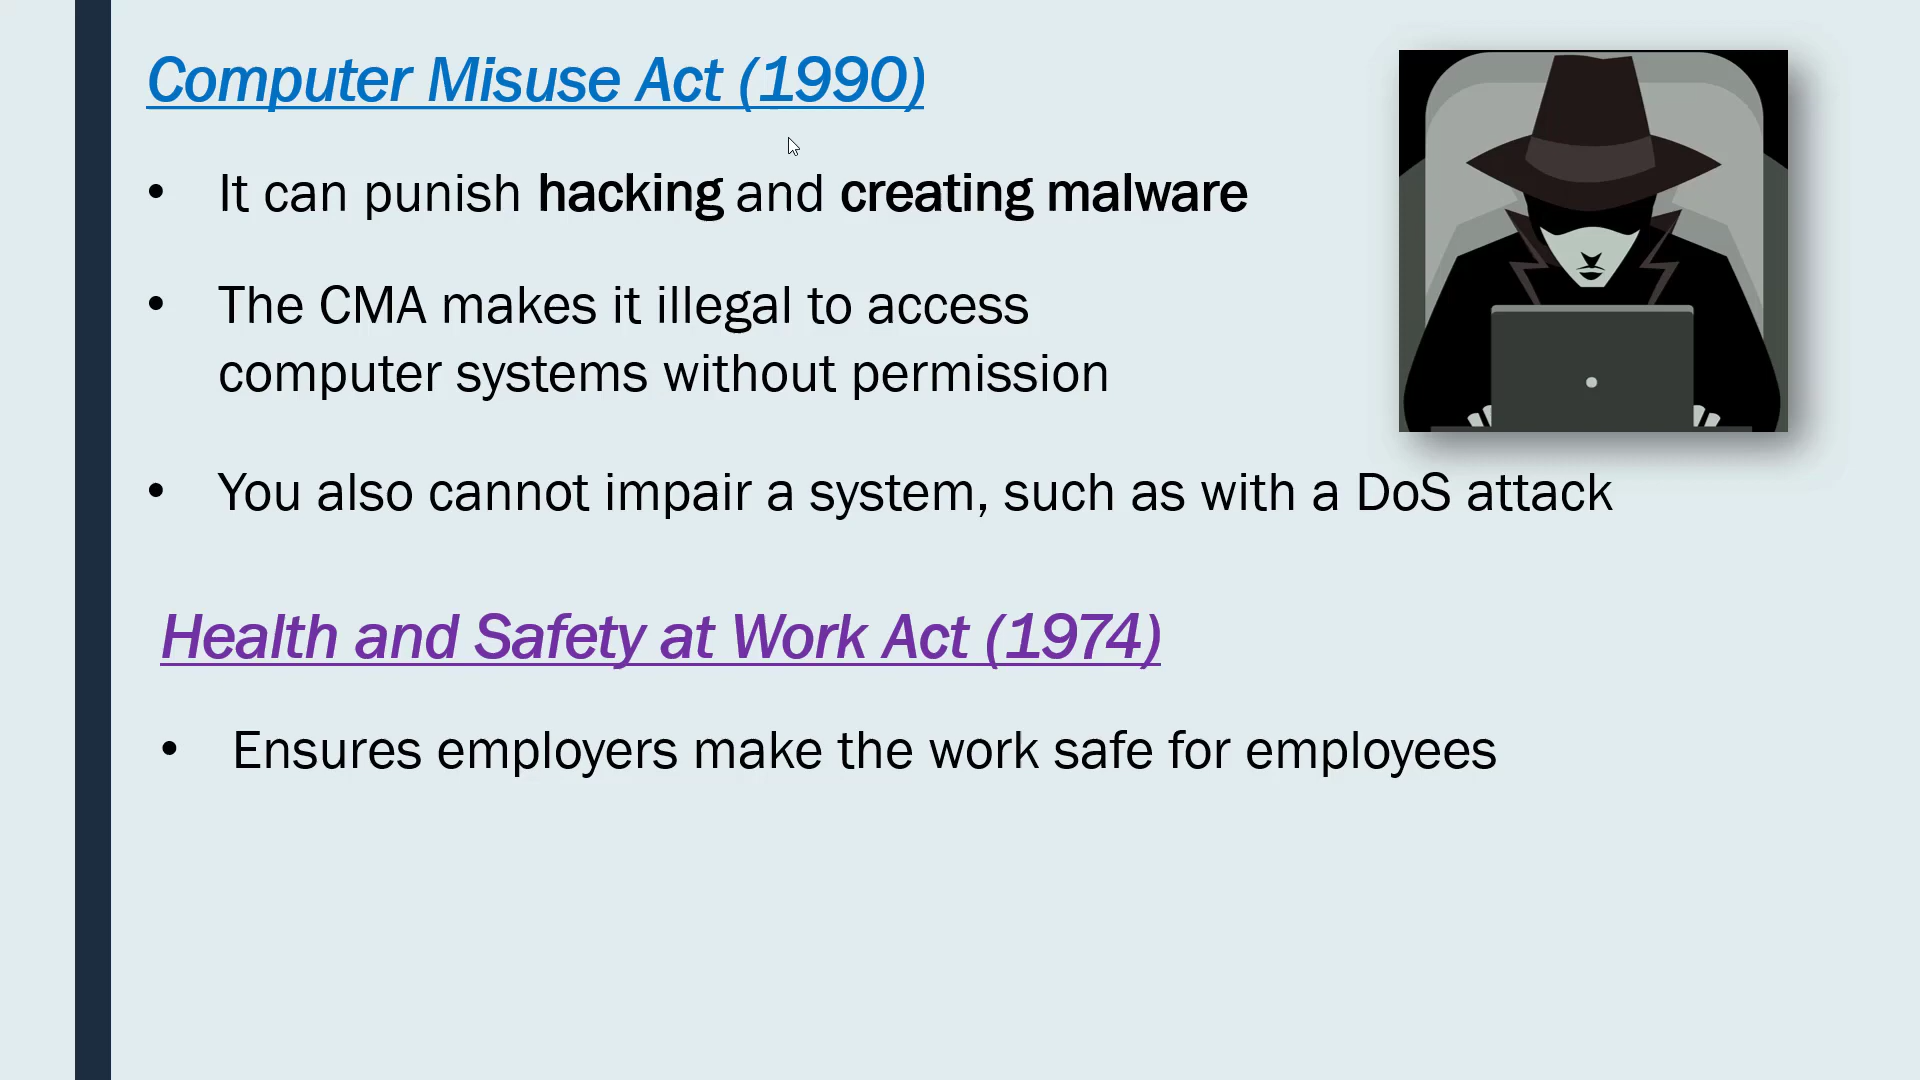 Computer Misuse Act (1990)
• It can punish hacking and creating malware
• The CMA makes it illegal to access
computer systems without permission
• You also cannot impair a system, such as with a DoS attack
Health and Safety at Work Act (1974)
• Ensures employers make the work safe for employees